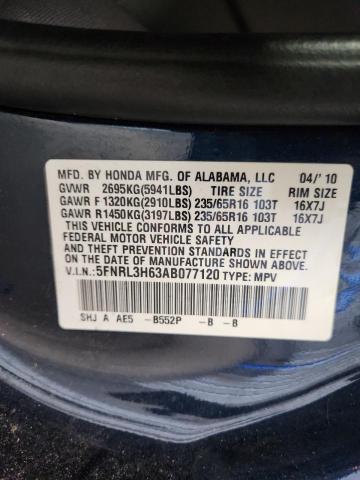 MFD. BY HONDA MFG. OF ALABAMA, LLC 04/'10
GVWR 2695KG(5941LBS) TIRE SIZE RIM SIZE
GAWR F 1320KG(2910LBS) 235/65R16 103T 16X7J
GAWR R 1450KG(3197LBS) 235/65R16 103T 16X7J
THIS VEHICLE CONFORMS TO ALL APPLICABLE
FEDERAL MOTOR VEHICLE SAFETY AND THEFT
PREVENTION STANDARDS IN EFFECT ON THE DATE
OF MANUFACTURE SHOWN ABOVE.
V.I.N.: 5FNRL3H63AB077120 TYPE: MPV
SHJ A AE5 -B552P -B -B